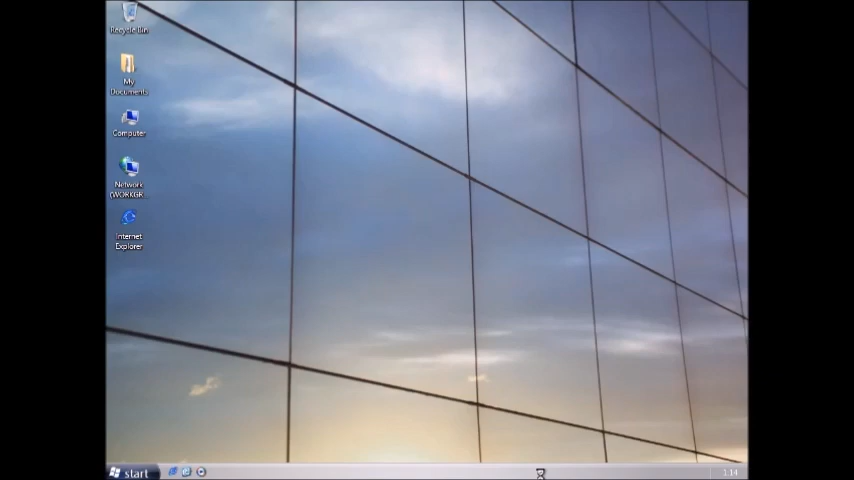 Recycle Bin
My
Documents
Computer
Network
(WORKGR...
Internet
Explorer
start
1.14